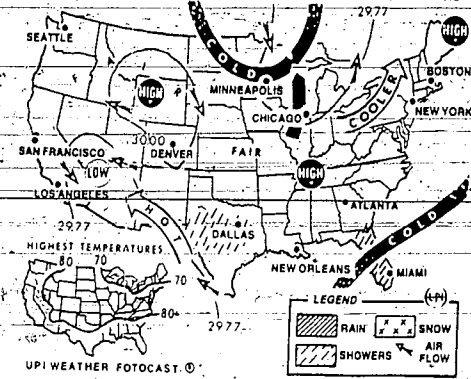 29.77
HIGH
SEATTLE
COLD
MINNEAPOLIS
BOSTON
HIGH
COOLER
NEW YORK
CHICAGO
30.00
SAN FRANCISCO
DENVER
FAIR
LOW
HIGH
LOS ANGELES
HOT
ATLANTA
29.77
DALLAS
COLD
HIGHEST TEMPERATURES
80 70
NEW ORLEANS
MIAMI
70
80
29.77
LEGEND
RAIN
SNOW
SHOWERS
AIR FLOW
UPI WEATHER FOTOCAST